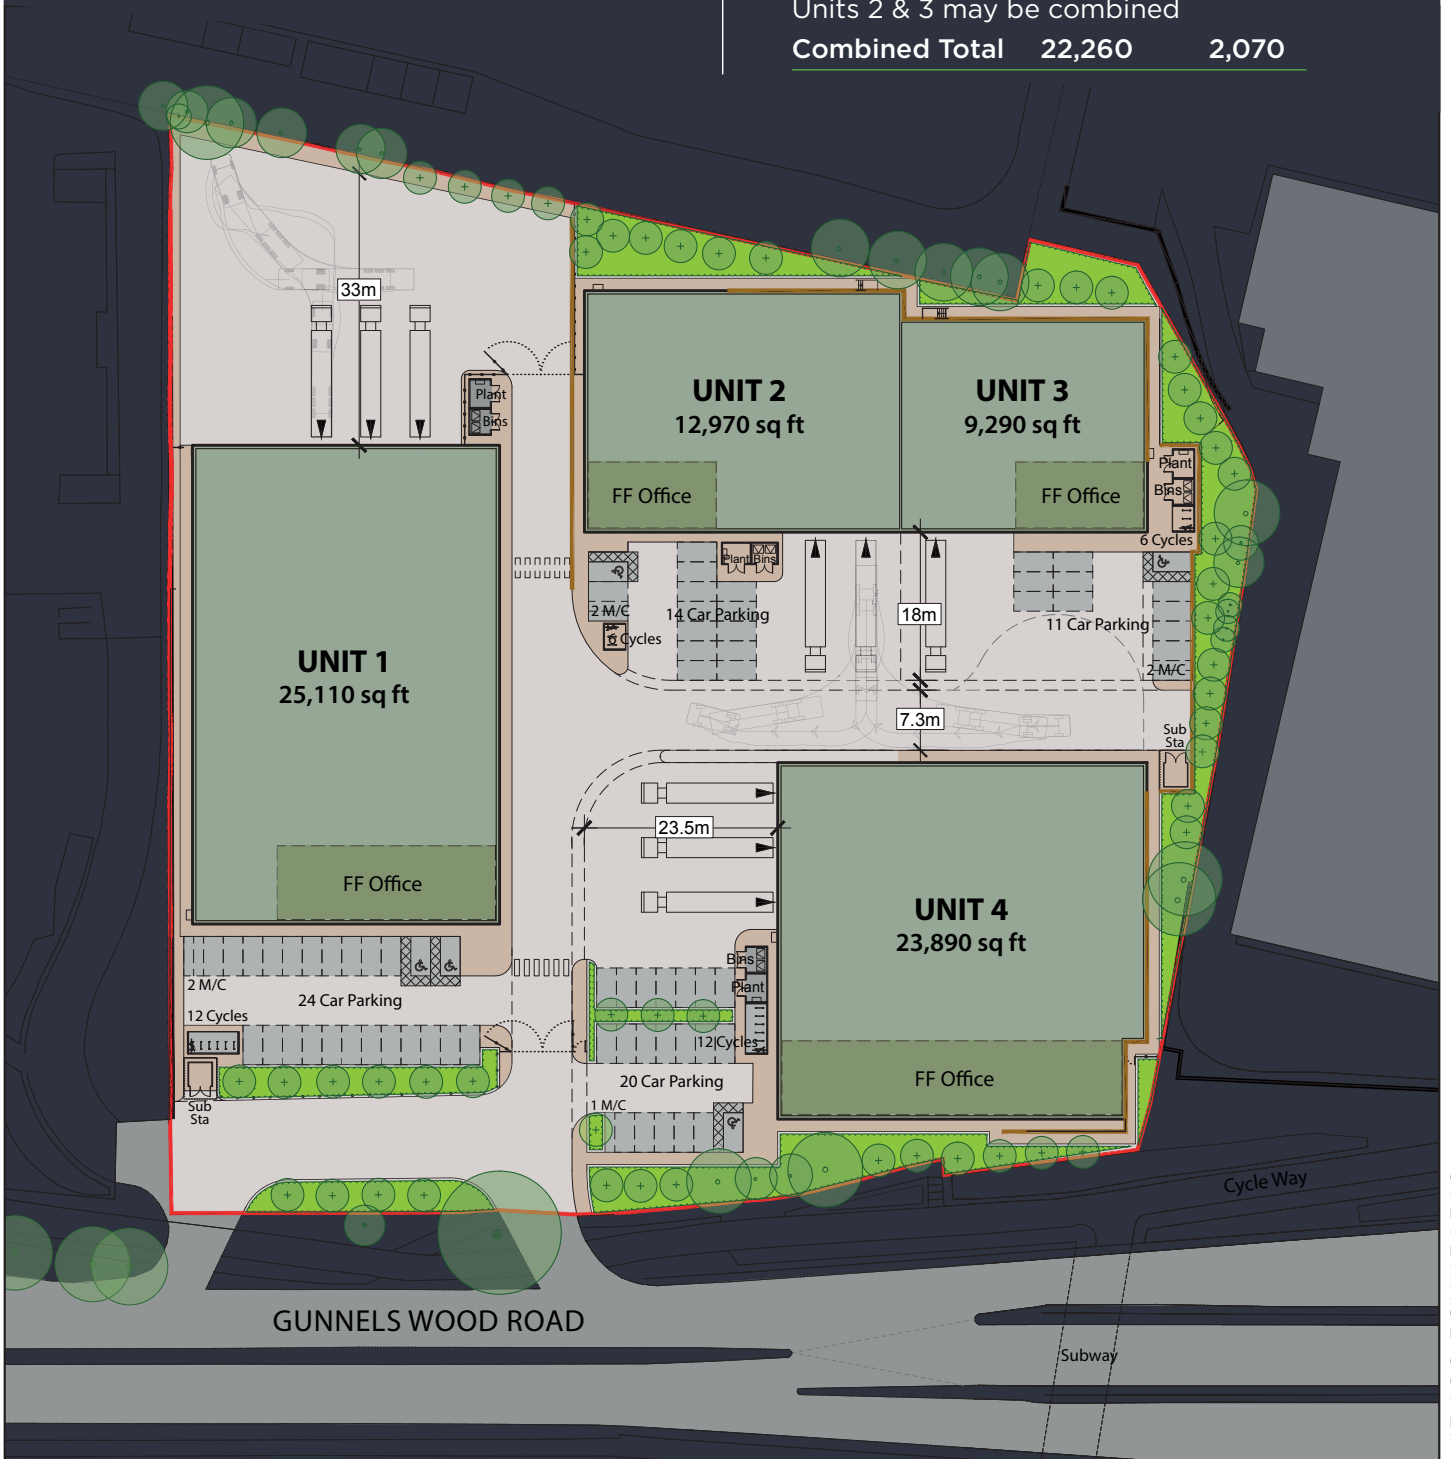 Units 2 & 3 may be combined
Combined Total 22,260 2,070
33m
Plant
Bins
UNIT 2
12,970 sq ft
FF Office
UNIT 3
9,290 sq ft
FF Office
Plant
Bins
6 Cycles
Plant Bins
2 M/C
6 Cycles
14 Car Parking
18m
11 Car Parking
2 M/C
UNIT 1
25,110 sq ft
FF Office
7.3m
Sub
Sta
23.5m
UNIT 4
23,890 sq ft
FF Office
2 M/C
24 Car Parking
12 Cycles
Sub
Sta
Bins
Plant
12 Cycles
20 Car Parking
1 M/C
Cycle Way
GUNNELS WOOD ROAD
Subway